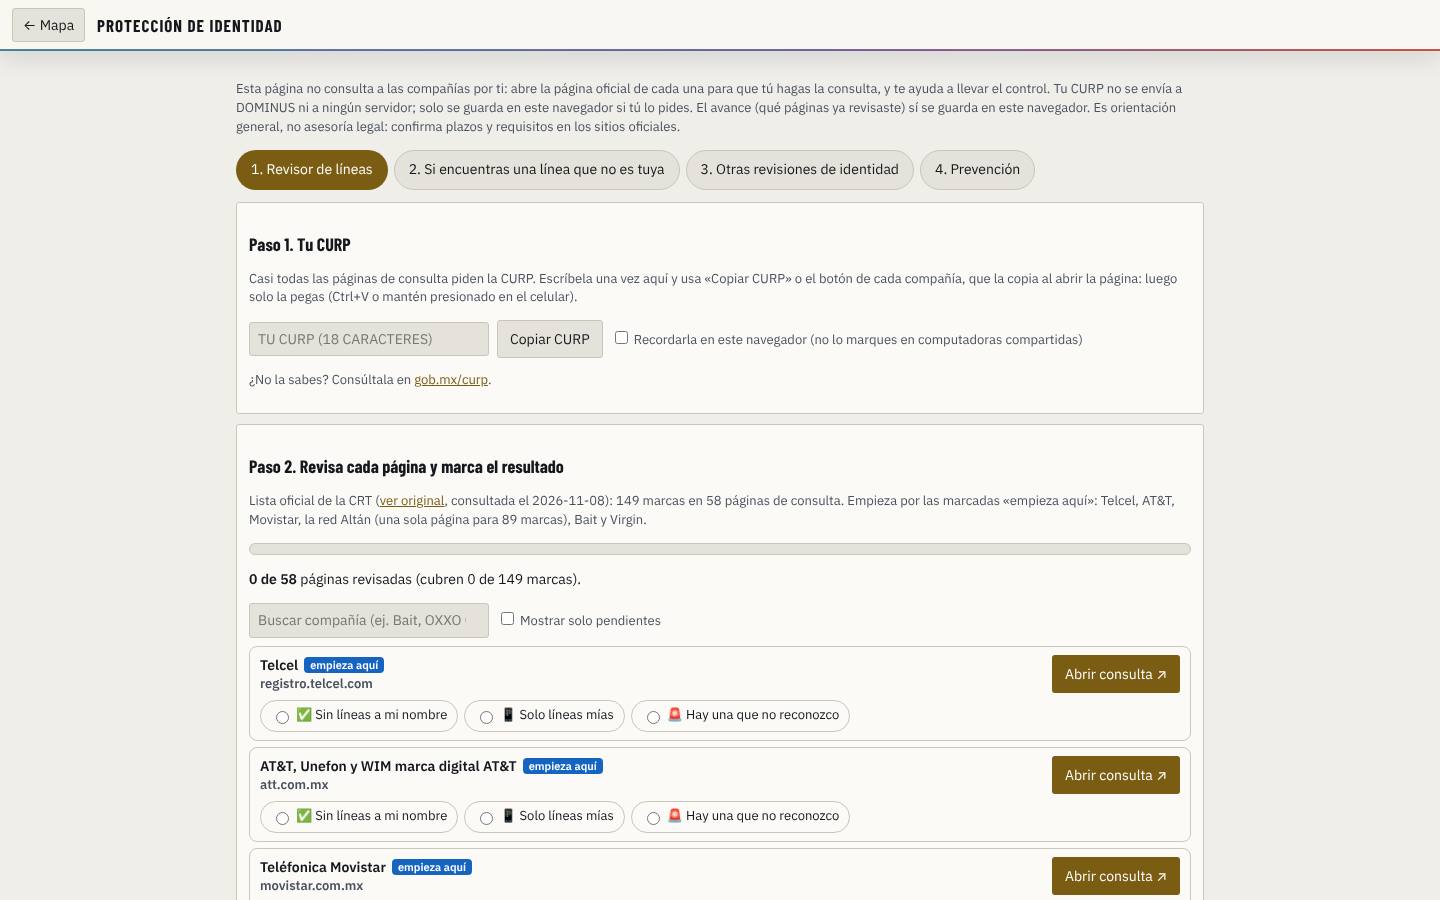 ← Mapa
PROTECCIÓN DE IDENTIDAD
Esta página no consulta a las compañías por ti: abre la página oficial de cada una para que tú hagas la consulta, y te ayuda a llevar el control. Tu CURP no se envía a
DOMINUS ni a ningún servidor; solo se guarda en este navegador si tú lo pides. El avance (qué páginas ya revisaste) sí se guarda en este navegador. Es orientación
general, no asesoría legal: confirma plazos y requisitos en los sitios oficiales.
1. Revisor de líneas
2. Si encuentras una línea que no es tuya
3. Otras revisiones de identidad
4. Prevención
Paso 1. Tu CURP
Casi todas las páginas de consulta piden la CURP. Escríbela una vez aquí y usa «Copiar CURP» o el botón de cada compañía, que la copia al abrir la página: luego
solo la pegas (Ctrl+V o mantén presionado en el celular).
TU CURP (18 CARACTERES)
Copiar CURP
Recordarla en este navegador (no lo marques en computadoras compartidas)
¿No la sabes? Consúltala en gob.mx/curp.
Paso 2. Revisa cada página y marca el resultado
Lista oficial de la CRT (ver original, consultada el 2026-11-08): 149 marcas en 58 páginas de consulta. Empieza por las marcadas «empieza aquí»: Telcel, AT&T,
Movistar, la red Altán (una sola página para 89 marcas), Bait y Virgin.
0 de 58 páginas revisadas (cubren 0 de 149 marcas).
Buscar compañía (ej. Bait, OXXO
Mostrar solo pendientes
Telcel empieza aquí
registro.telcel.com
Abrir consulta ↗
✅ Sin líneas a mi nombre
📱 Solo líneas mías
🚨 Hay una que no reconozco
AT&T, Unefon y WIM marca digital AT&T empieza aquí
att.com.mx
Abrir consulta ↗
✅ Sin líneas a mi nombre
📱 Solo líneas mías
🚨 Hay una que no reconozco
Teléfonica Movistar empieza aquí
movistar.com.mx
Abrir consulta ↗